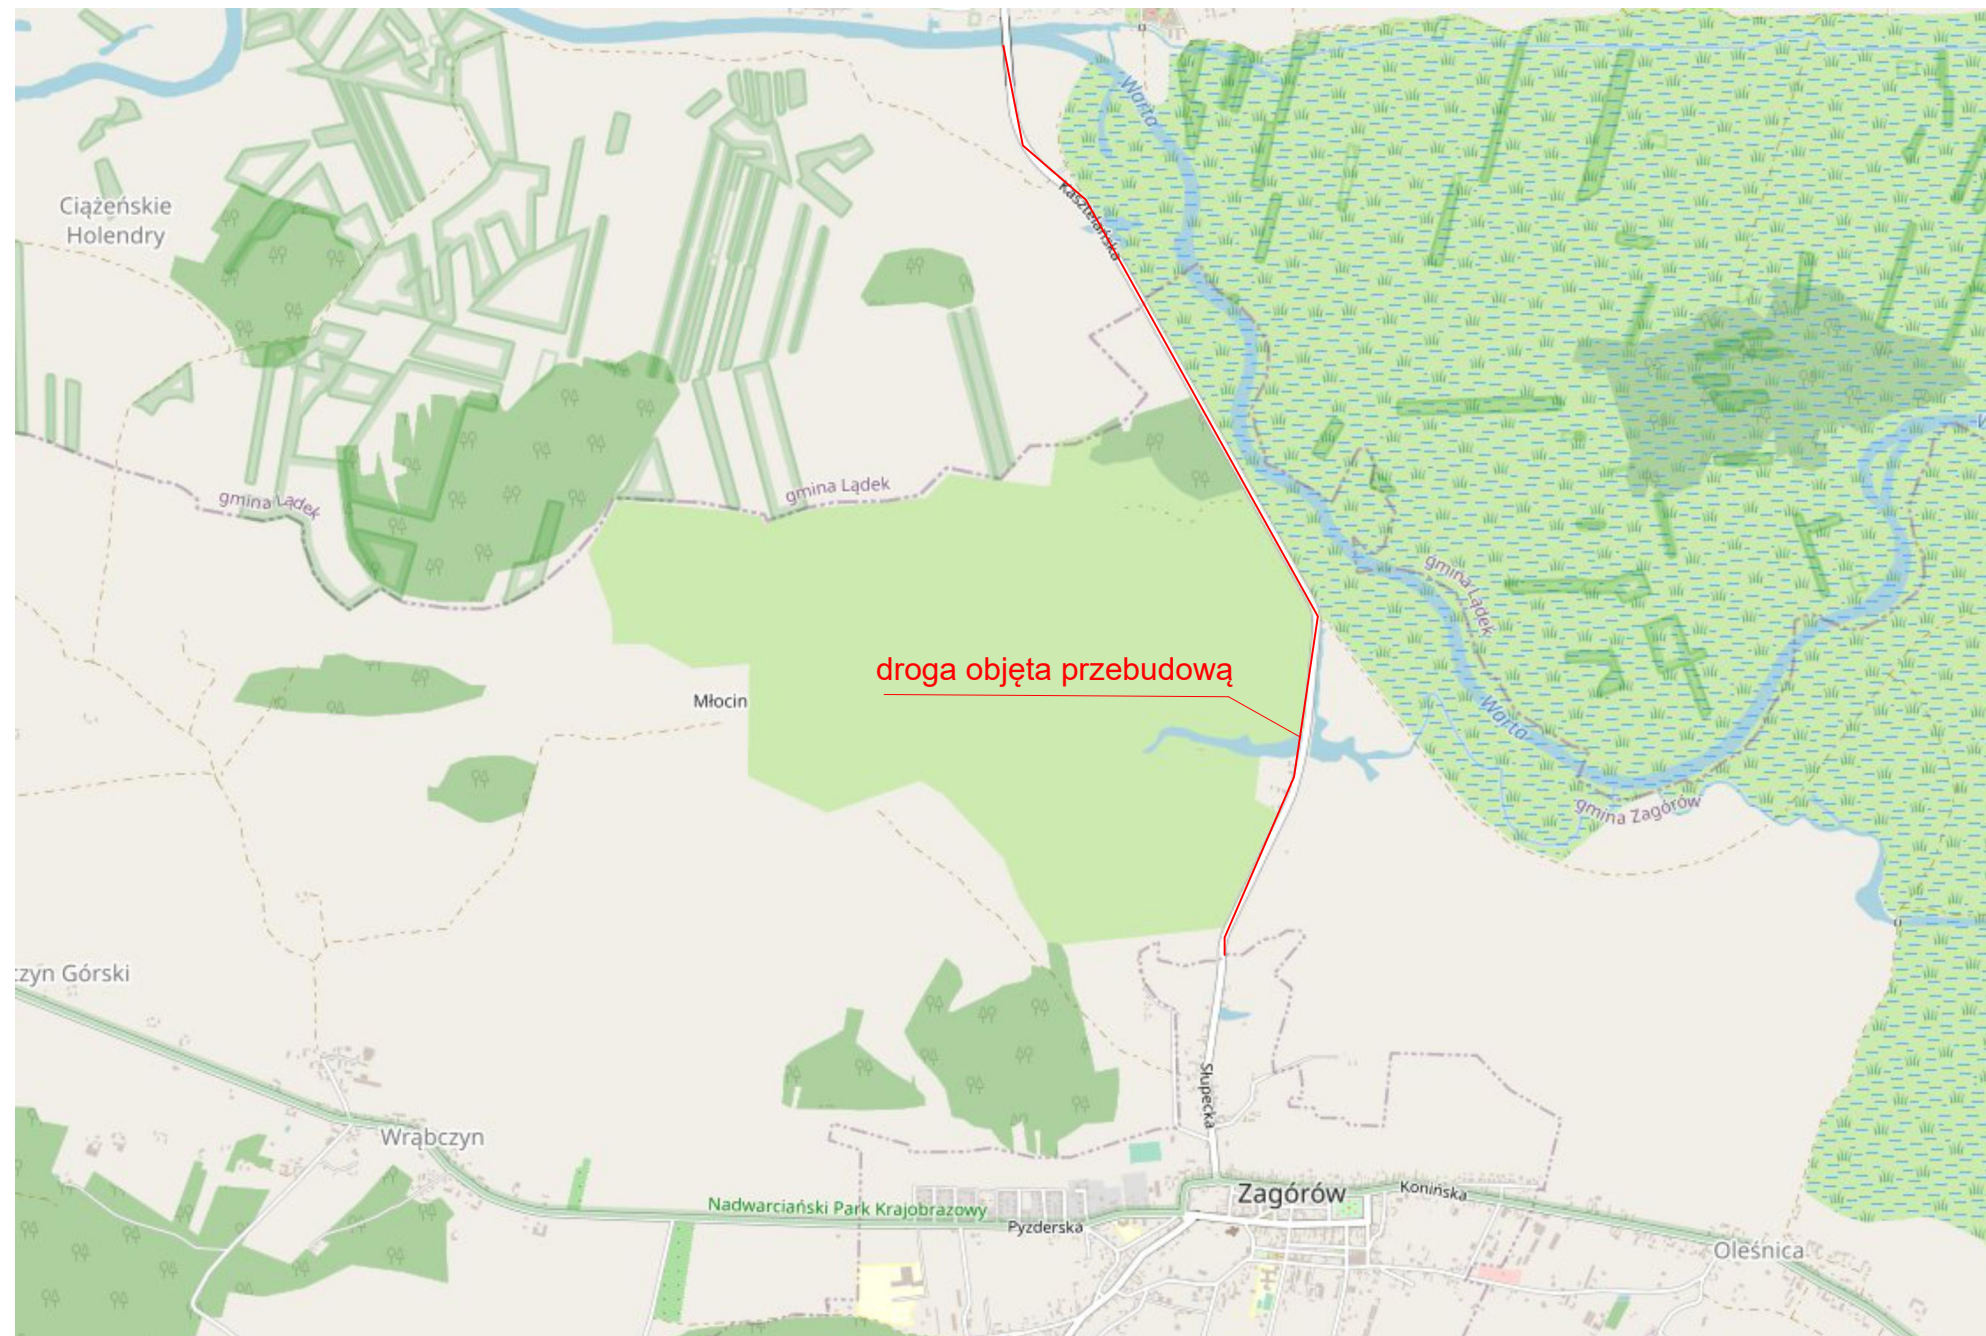 Warta
Kasztelańska
Ciążeńskie
Holendry
gmina Lądek
gmina Lądek
gmina Lądek
droga objęta przebudową
Młocin
Warta
gmina Zagórów
czyn Górski
Słupecka
Wrąbczyn
Nadwarciański Park Krajobrazowy
Zagórów
Konińska
Pyzderska
Oleśnica